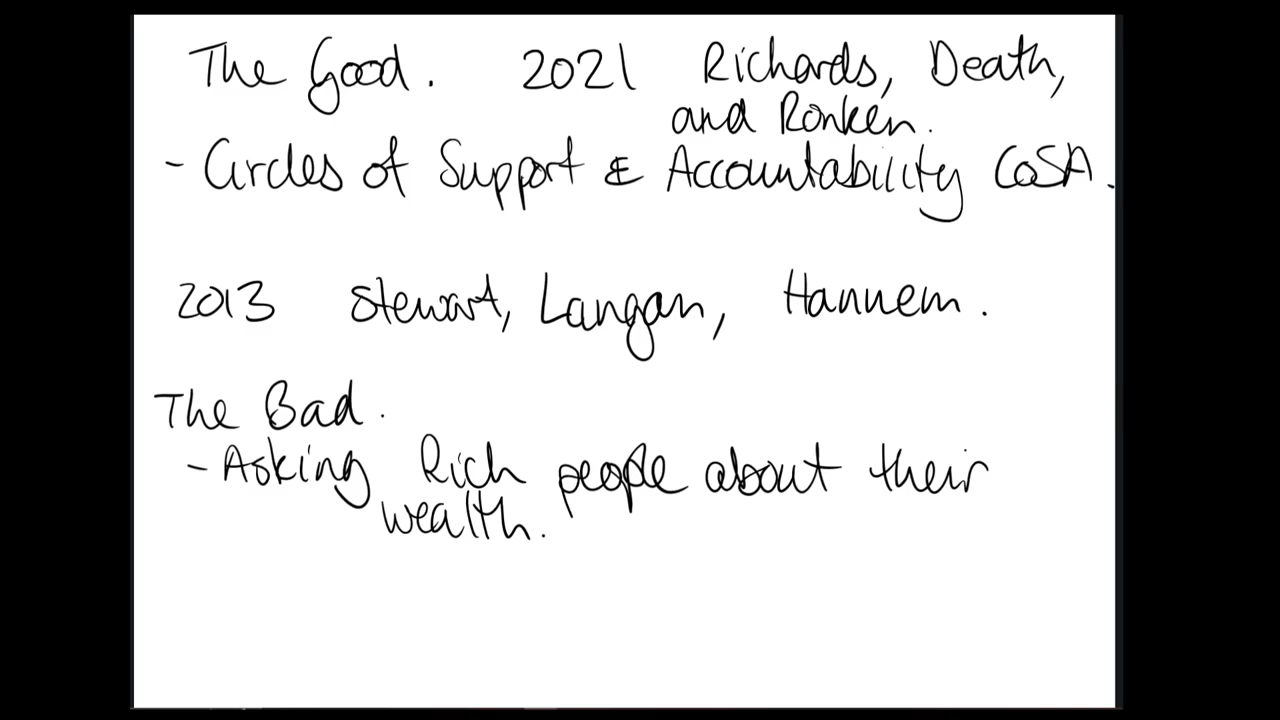 The Good. 2021 Richards, Death,
and Ronken.
- Circles of Support & Accountability CoSA.
2013 Stewart, Langan, Hannem.
The Bad.
- Asking Rich people about their
wealth.